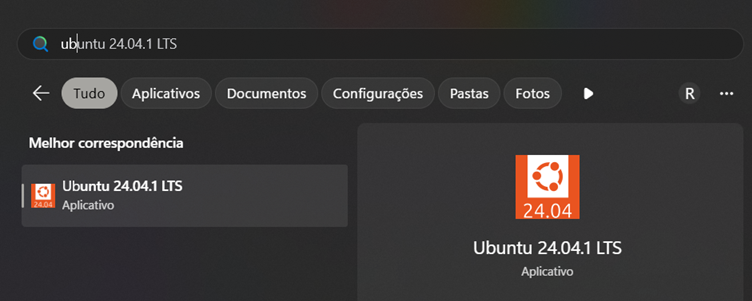 ubuntu 24.04.1 LTS
Tudo Aplicativos Documentos Configurações Pastas Fotos R ...
Melhor correspondência
24.04
Ubuntu 24.04.1 LTS
Aplicativo
24.04
Ubuntu 24.04.1 LTS
Aplicativo